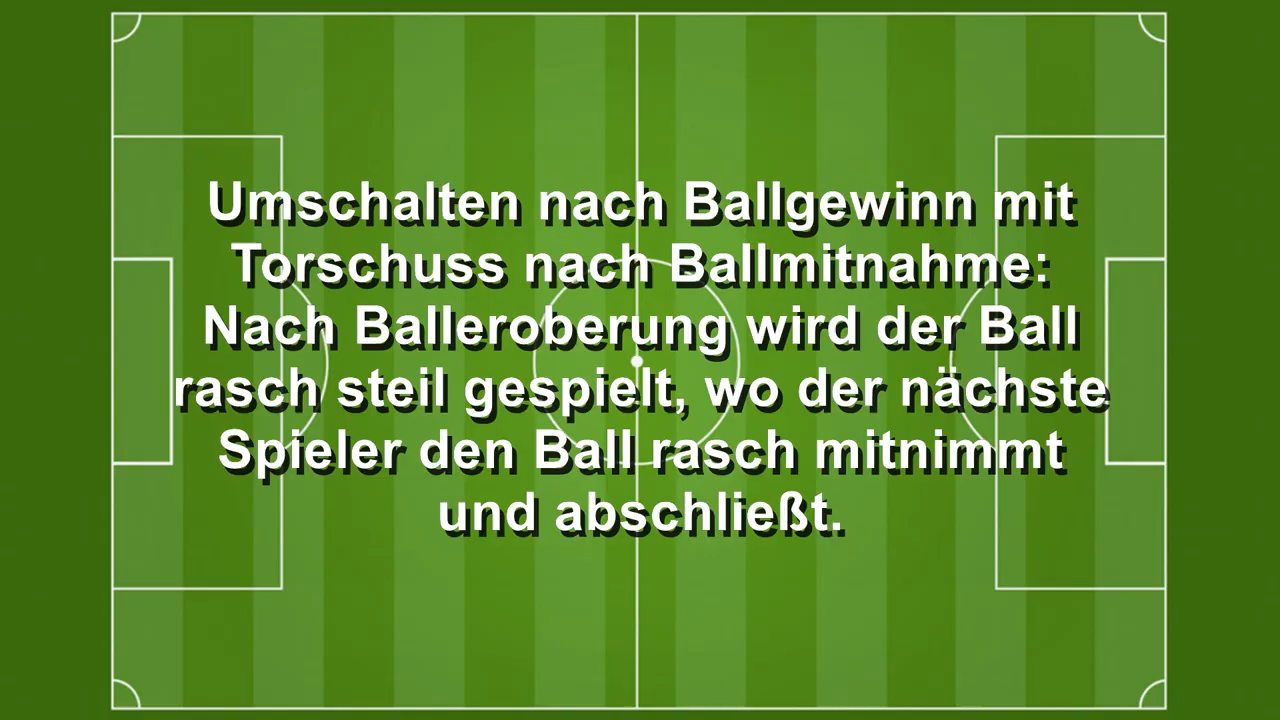 Umschalten nach Ballgewinn mit
Torschuss nach Ballmitnahme:
Nach Balleroberung wird der Ball
rasch steil gespielt, wo der nächste
Spieler den Ball rasch mitnimmt
und abschließt.